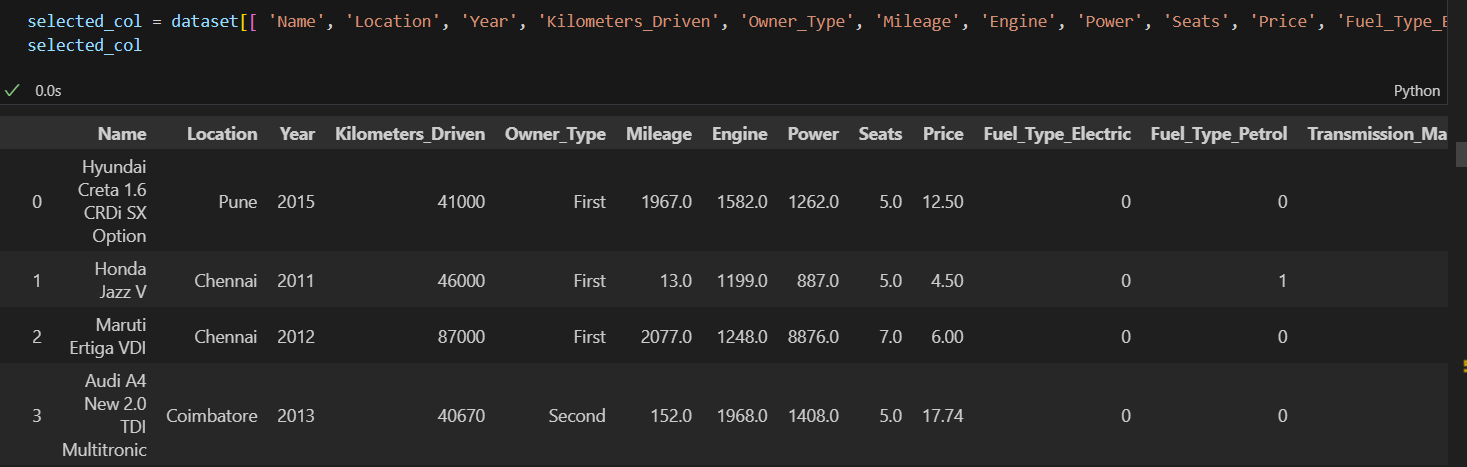 selected_col = dataset[[ 'Name', 'Location', 'Year', 'Kilometers_Driven', 'Owner_Type', 'Mileage', 'Engine', 'Power', 'Seats', 'Price', 'Fuel_Type_E
selected_col
0.0s Python
Name Location Year Kilometers_Driven Owner_Type Mileage Engine Power Seats Price Fuel_Type_Electric Fuel_Type_Petrol Transmission_Ma
Hyundai
Creta 1.6
0 CRDi SX Pune 2015 41000 First 1967.0 1582.0 1262.0 5.0 12.50 0 0
Option
Honda
1 Jazz V Chennai 2011 46000 First 13.0 1199.0 887.0 5.0 4.50 0 1
Maruti
2 Ertiga VDI Chennai 2012 87000 First 2077.0 1248.0 8876.0 7.0 6.00 0 0
Audi A4
New 2.0
3 TDI Coimbatore 2013 40670 Second 152.0 1968.0 1408.0 5.0 17.74 0 0
Multitronic